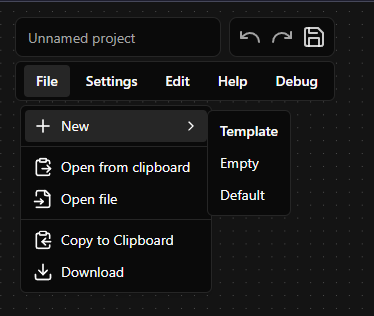 Unnamed project
File Settings Edit Help Debug
New
Template
Empty
Default
Open from clipboard
Open file
Copy to Clipboard
Download